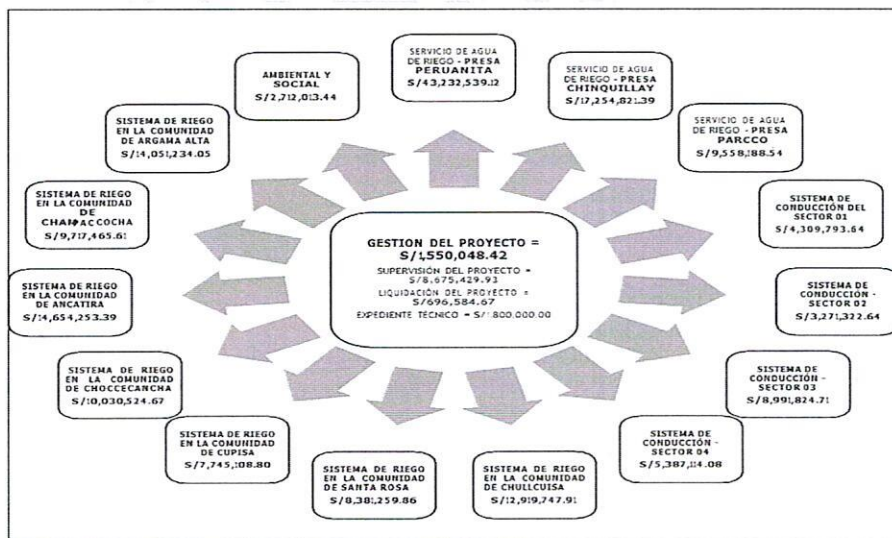 SERVICIO DE AGUA
DE RIEGO - PRESA
PERUANITA
S/43,232,539.12
SERVICIO DE AGUA
DE RIEGO - PRESA
CHINQUILLAY
S/17,254,821.39
SERVICIO DE AGUA
DE RIEGO - PRESA
PARCCO
S/9,558,188.54
SISTEMA DE
CONDUCCIÓN DEL
SECTOR 01
S/4,309,793.64
SISTEMA DE
CONDUCCIÓN -
SECTOR 02
S/3,271,322.64
SISTEMA DE
CONDUCCIÓN -
SECTOR 03
S/8,991,824.71
SISTEMA DE
CONDUCCIÓN -
SECTOR 04
S/5,387,114.08
SISTEMA DE RIEGO
EN LA COMUNIDAD
DE CHULLCUISA
S/12,919,747.91
SISTEMA DE RIEGO
EN LA COMUNIDAD
DE SANTA ROSA
S/8,381,259.86
SISTEMA DE RIEGO
EN LA COMUNIDAD
DE CUPISA
S/7,745,108.80
SISTEMA DE RIEGO
EN LA COMUNIDAD
DE CHOCCECANCHA
S/10,030,524.67
SISTEMA DE RIEGO
EN LA COMUNIDAD
DE ANCATIRA
S/14,654,253.39
SISTEMA DE RIEGO
EN LA COMUNIDAD
DE
CHAMPACCOCHA
S/9,717,465.61
SISTEMA DE RIEGO
EN LA COMUNIDAD
DE ARGAMA ALTA
S/14,051,234.05
AMBIENTAL Y
SOCIAL
S/2,712,013.44
GESTION DEL PROYECTO =
S/1,550,048.42
SUPERVISIÓN DEL PROYECTO =
S/8,675,429.93
LIQUIDACIÓN DEL PROYECTO =
S/696,584.67
EXPEDIENTE TÉCNICO = S/1800,000.00